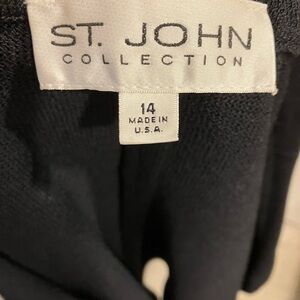 ST. JOHN
COLLECTION
14
MADE IN
U.S.A.